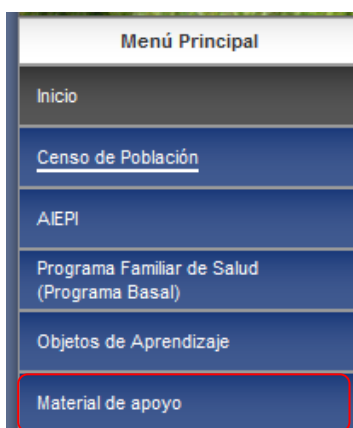 Menú Principal
Inicio
Censo de Población
AIEPI
Programa Familiar de Salud
(Programa Basal)
Objetos de Aprendizaje
Material de apoyo